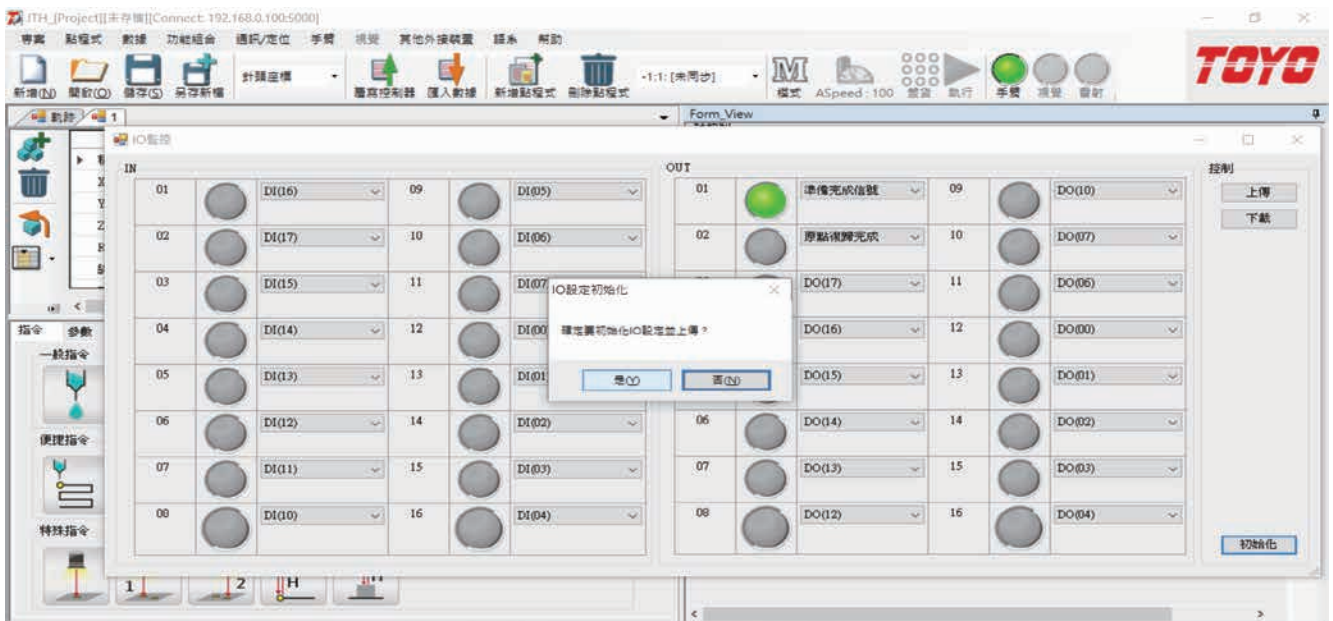 JTH_[Project][未存檔][Connect: 192.168.0.100:5000]
專案 點程式 數據 功能組合 通訊/定位 手臂 視覺 其他外接裝置 語系 幫助
新增(N) 開啟(O) 儲存(S) 另存新檔 針頭座標 覆寫控制器 匯入數據 新增點程式 刪除點程式 -1:1: [未同步] M 模式 ASpeed : 100 執行 手臂 視覺 雷射
TOYO
軌跡 1 Form_View
IO監控
IN OUT 控制
01 DI(16) 09 DI(05) 01 準備完成信號 09 DO(10) 上傳
下載
02 DI(17) 10 DI(06) 02 原點復歸完成 10 DO(07)
03 DI(15) 11 DI(07 DO(17) 11 DO(06)
IO設定初始化
確定要初始化IO設定並上傳？
是(Y) 否(N)
指令 參數
04 DI(14) 12 DI(00 DO(16) 12 DO(00)
一般指令
05 DI(13) 13 DI(01 DO(15) 13 DO(01)
06 DI(12) 14 DI(02) 06 DO(14) 14 DO(02)
便捷指令
07 DI(11) 15 DI(03) 07 DO(13) 15 DO(03)
08 DI(10) 16 DI(04) 08 DO(12) 16 DO(04)
特殊指令
初始化
1 2 H